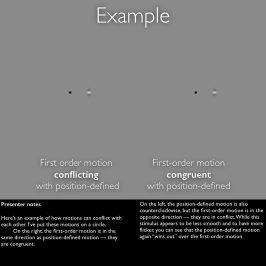 Example
First order motion
conflicting
with position-defined
First-order motion
congruent
with position-defined
Presenter notes
Here's an example of how motions can conflict with
each other. I've put these motions on a circle.
On the right, the first-order motion is in the
same direction as position-defined motion — they
are congruent.
On the left, the position-defined motion is also
counterclockwise, but the first-order motion is in the
opposite direction — they are in conflict. While this
stimulus appears to be less smooth and to have more
flicker, you can see that the position-defined motion
again "wins out" over the first-order motion.